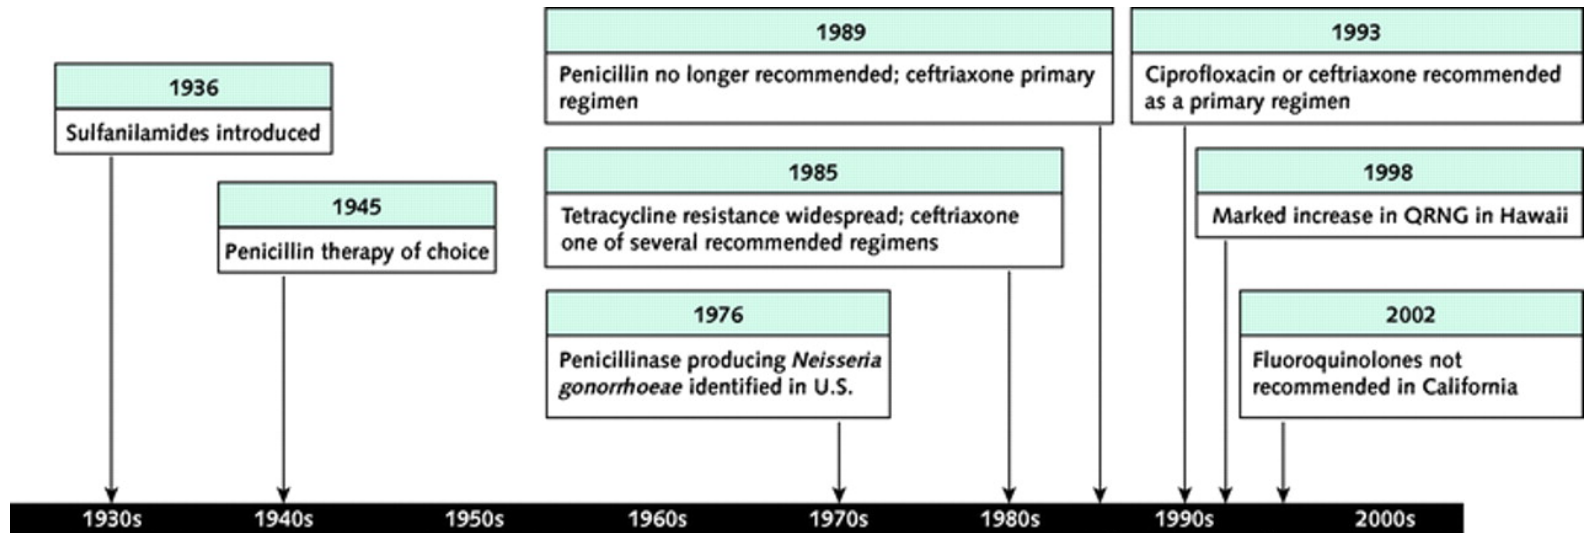 1936
Sulfanilamides introduced
1945
Penicillin therapy of choice
1989
Penicillin no longer recommended; ceftriaxone primary
regimen
1985
Tetracycline resistance widespread; ceftriaxone
one of several recommended regimens
1976
Penicillinase producing Neisseria
gonorrhoeae identified in U.S.
1993
Ciprofloxacin or ceftriaxone recommended
as a primary regimen
1998
Marked increase in QRNG in Hawaii
2002
Fluoroquinolones not
recommended in California
1930s 1940s 1950s 1960s 1970s 1980s 1990s 2000s